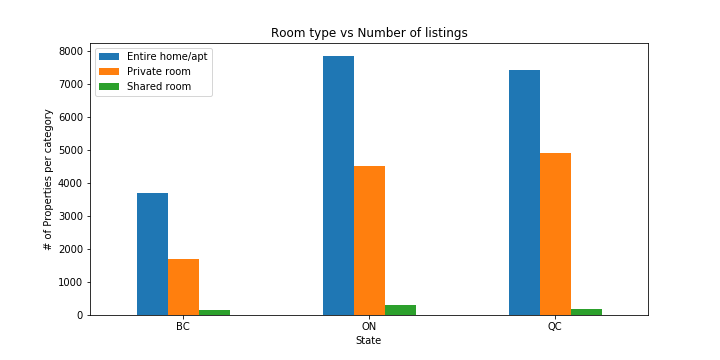 Room type vs Number of listings
Entire home/apt
Private room
Shared room
# of Properties per category
8000
7000
6000
5000
4000
3000
2000
1000
0
BC ON QC
State